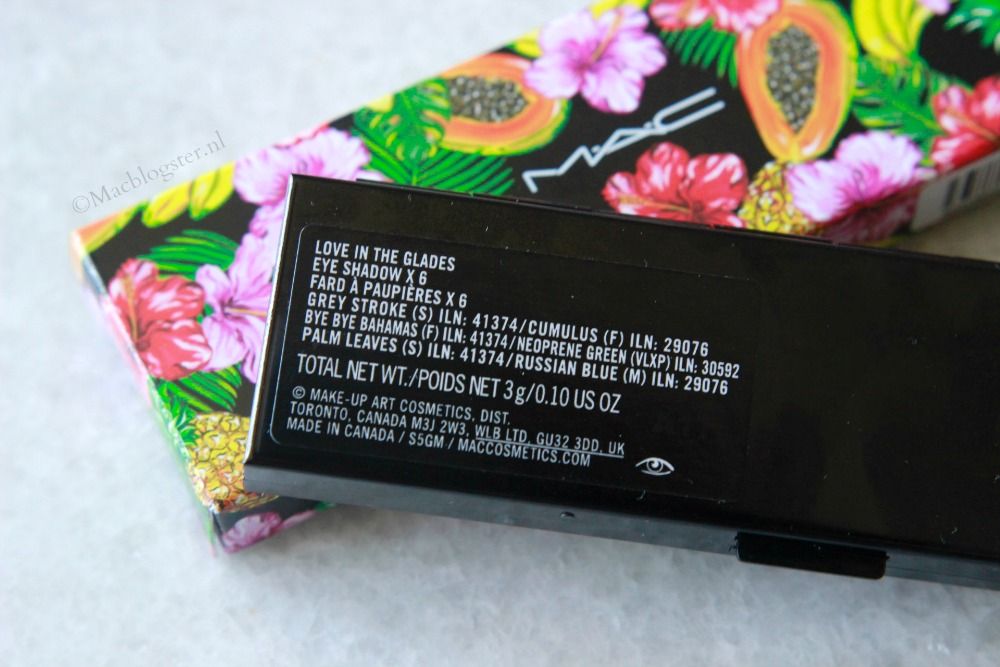 ©Macblogster.nl
M·A·C
LOVE IN THE GLADES
EYE SHADOW X 6
FARD À PAUPIÈRES X 6
GREY STROKE (S) ILN: 41374/CUMULUS (F) ILN: 29076
BYE BYE BAHAMAS (F) ILN: 41374/NEOPRENE GREEN (VLXP) ILN: 30592
PALM LEAVES (S) ILN: 41374/RUSSIAN BLUE (M) ILN: 29076
TOTAL NET WT./POIDS NET 3g/0.10 US OZ
© MAKE-UP ART COSMETICS, DIST.
TORONTO, CANADA M3J 2W3, WLB LTD, GU32 3DD, UK
MADE IN CANADA / S5GM / MACCOSMETICS.COM